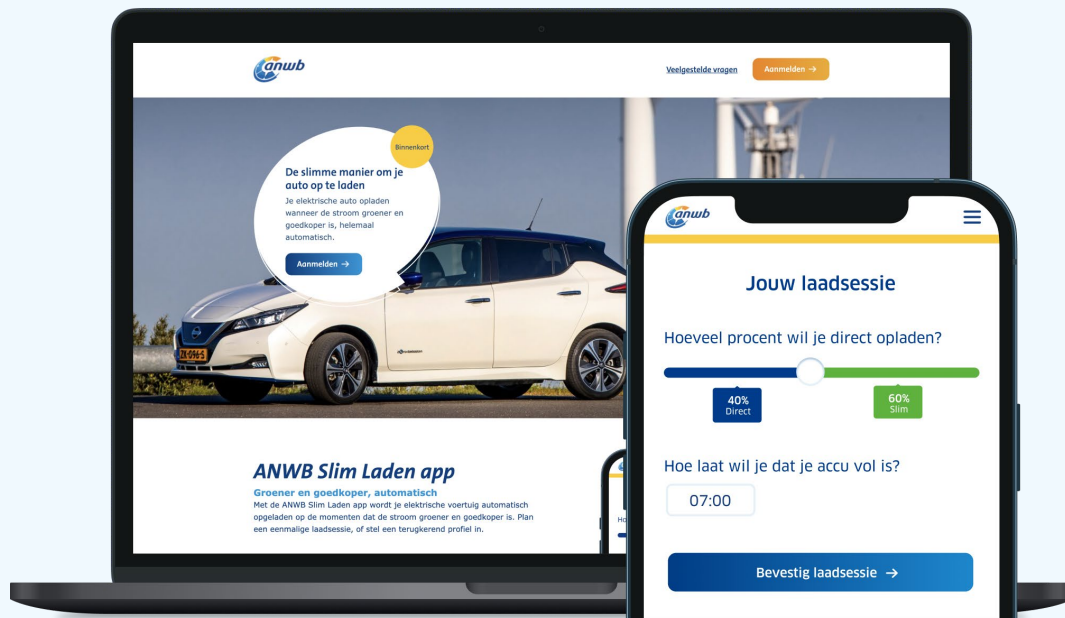 anwb
Veelgestelde vragen
Aanmelden →
Binnenkort
De slimme manier om je
auto op te laden
Je elektrische auto opladen
wanneer de stroom groener en
goedkoper is, helemaal
automatisch.
Aanmelden →
ANWB Slim Laden app
Groener en goedkoper, automatisch
Met de ANWB Slim Laden app wordt je elektrische voertuig automatisch
opgeladen op de momenten dat de stroom groener en goedkoper is. Plan
een eenmalige laadsessie, of stel een terugkerend profiel in.
anwb
Jouw laadsessie
Hoeveel procent wil je direct opladen?
40%
Direct
60%
Slim
Hoe laat wil je dat je accu vol is?
07:00
Bevestig laadsessie →